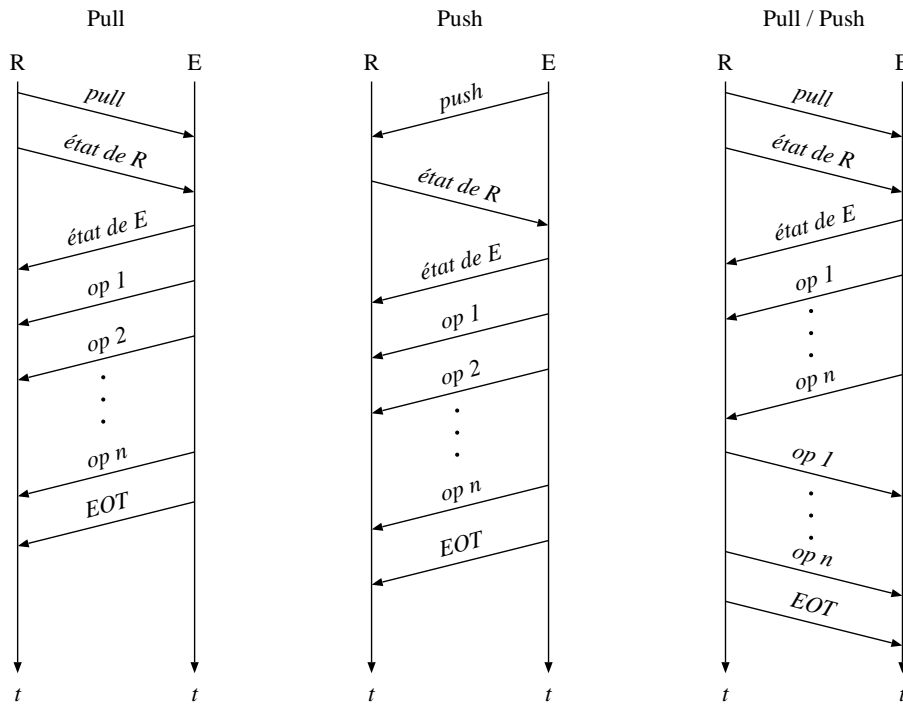 Pull
R E
pull
état de R
état de E
op 1
op 2
op n
EOT
t t
Push
R E
push
état de R
état de E
op 1
op 2
op n
EOT
t t
Pull / Push
R E
pull
état de R
état de E
op 1
op n
op 1
op n
EOT
t t